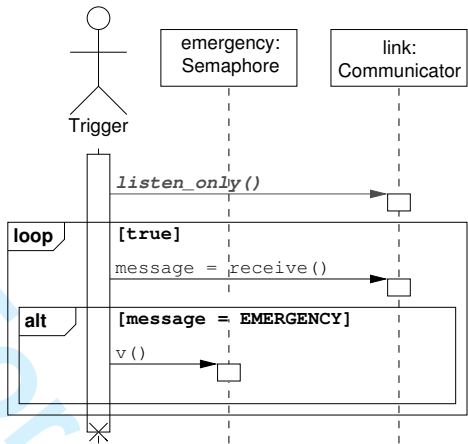 emergency:
Semaphore
link:
Communicator
Trigger
listen_only()
loop
[true]
message = receive()
alt
[message = EMERGENCY]
v()